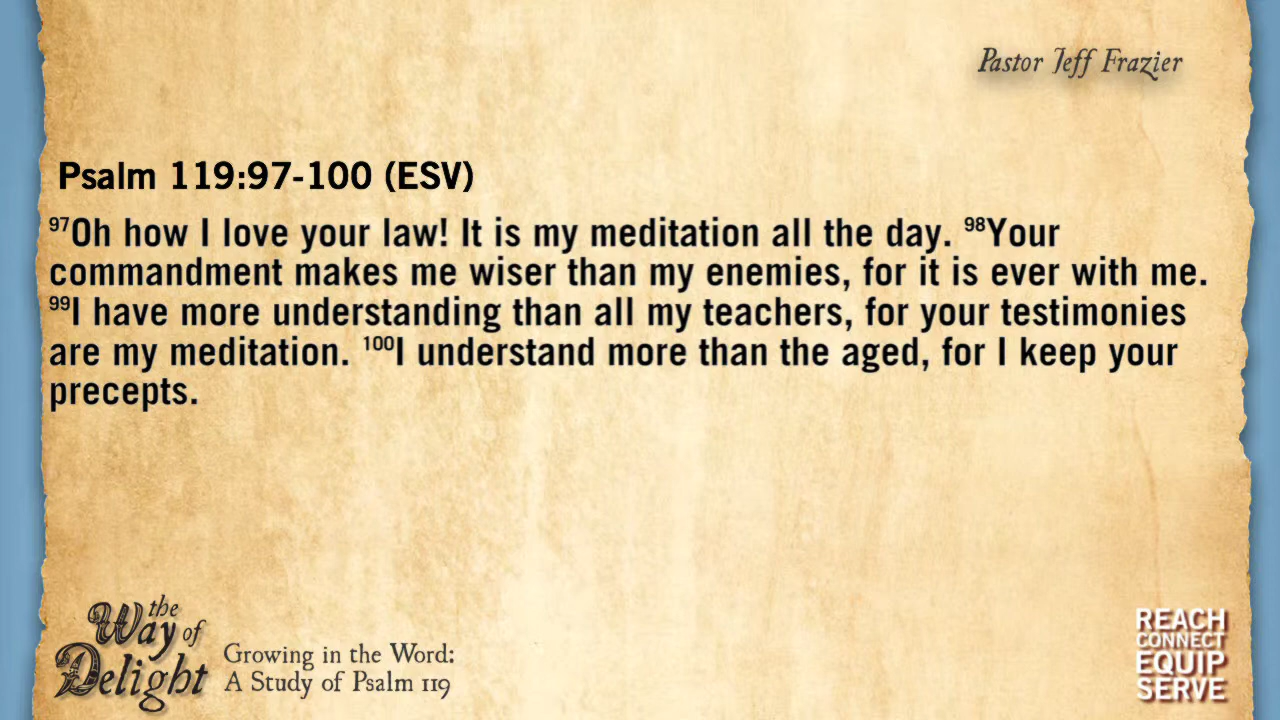 Pastor Jeff Frazier
Psalm 119:97-100 (ESV)
⁹⁷Oh how I love your law! It is my meditation all the day. ⁹⁸Your
commandment makes me wiser than my enemies, for it is ever with me.
⁹⁹I have more understanding than all my teachers, for your testimonies
are my meditation. ¹⁰⁰I understand more than the aged, for I keep your
precepts.
the
Way of
Delight
Growing in the Word:
A Study of Psalm 119
REACH
CONNECT
EQUIP
SERVE